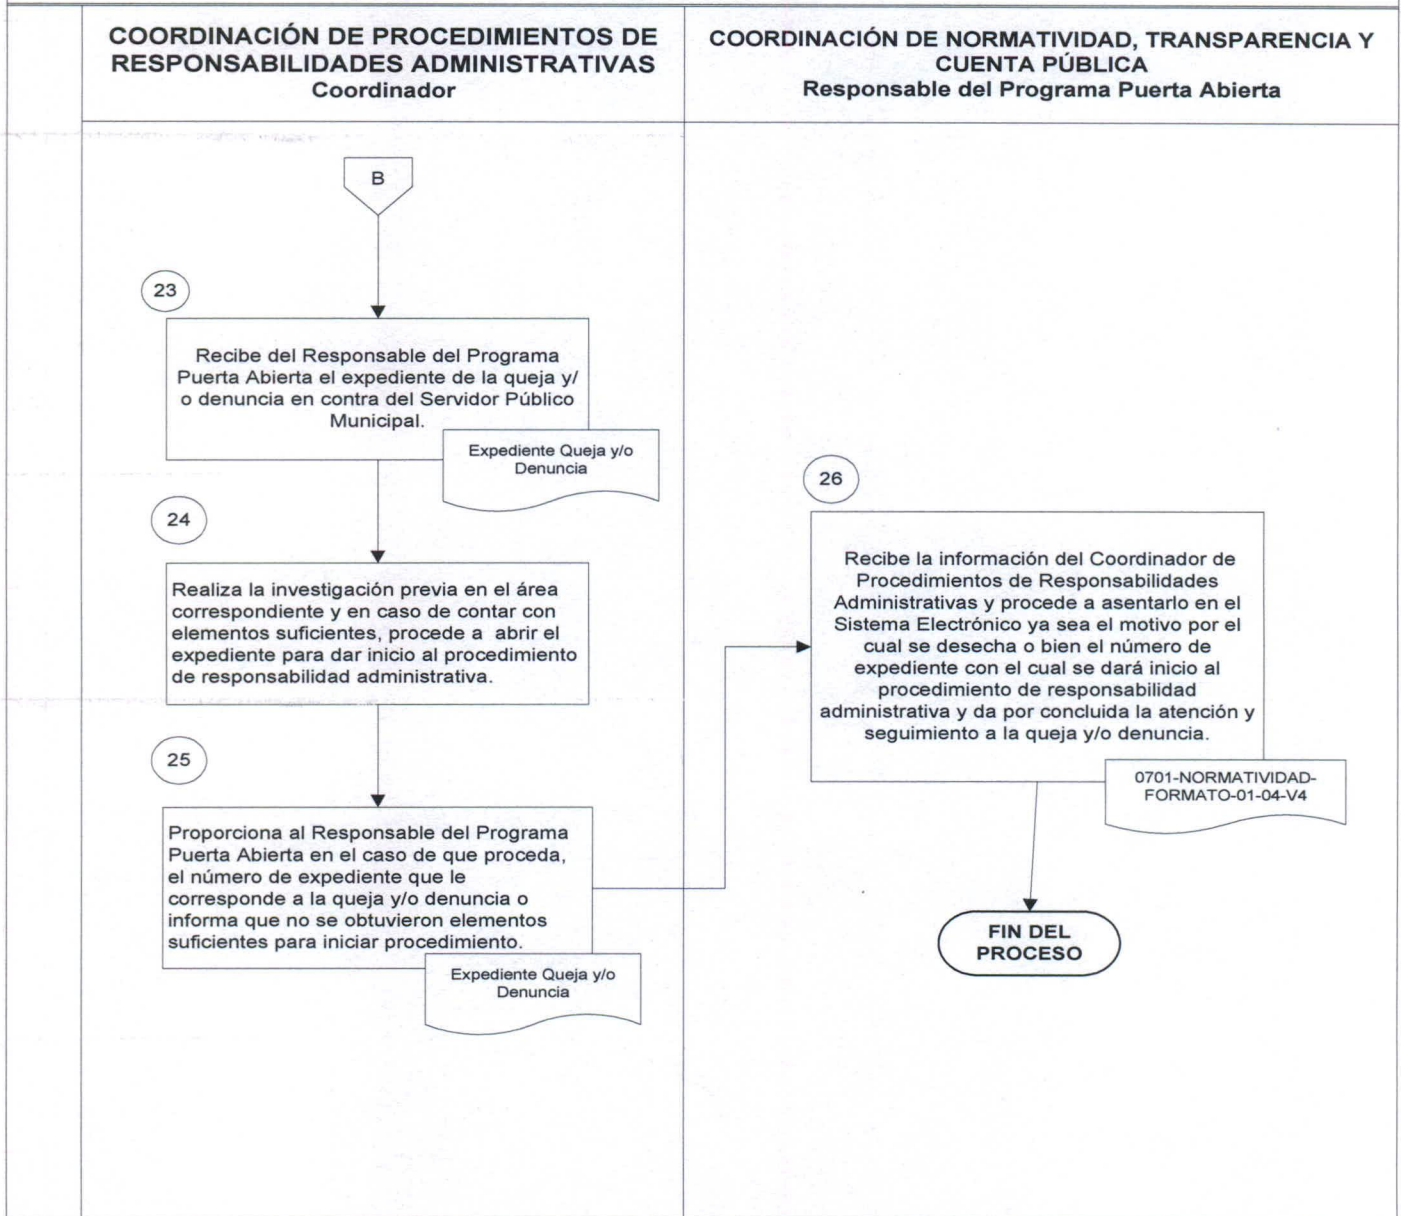 COORDINACIÓN DE PROCEDIMIENTOS DE
RESPONSABILIDADES ADMINISTRATIVAS
Coordinador
COORDINACIÓN DE NORMATIVIDAD, TRANSPARENCIA Y
CUENTA PÚBLICA
Responsable del Programa Puerta Abierta
B
23
Recibe del Responsable del Programa
Puerta Abierta el expediente de la queja y/
o denuncia en contra del Servidor Público
Municipal.
Expediente Queja y/o
Denuncia
24
Realiza la investigación previa en el área
correspondiente y en caso de contar con
elementos suficientes, procede a  abrir el
expediente para dar inicio al procedimiento
de responsabilidad administrativa.
25
Proporciona al Responsable del Programa
Puerta Abierta en el caso de que proceda,
el número de expediente que le
corresponde a la queja y/o denuncia o
informa que no se obtuvieron elementos
suficientes para iniciar procedimiento.
Expediente Queja y/o
Denuncia
26
Recibe la información del Coordinador de
Procedimientos de Responsabilidades
Administrativas y procede a asentarlo en el
Sistema Electrónico ya sea el motivo por el
cual se desecha o bien el número de
expediente con el cual se dará inicio al
procedimiento de responsabilidad
administrativa y da por concluida la atención y
seguimiento a la queja y/o denuncia.
0701-NORMATIVIDAD-
FORMATO-01-04-V4
FIN DEL
PROCESO